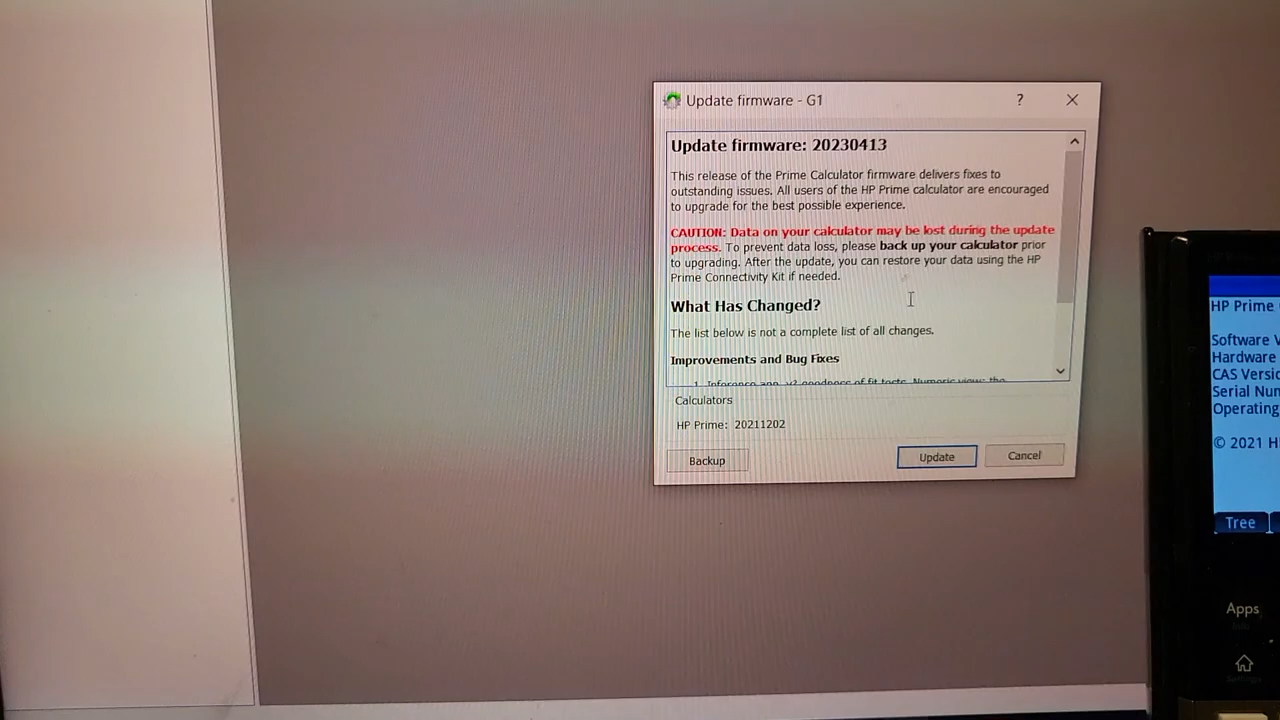 Update firmware - G1
?
Update firmware: 20230413
This release of the Prime Calculator firmware delivers fixes to
outstanding issues. All users of the HP Prime calculator are encouraged
to upgrade for the best possible experience.
CAUTION: Data on your calculator may be lost during the update
process. To prevent data loss, please back up your calculator prior
to upgrading. After the update, you can restore your data using the HP
Prime Connectivity Kit if needed.
What Has Changed?
The list below is not a complete list of all changes.
Improvements and Bug Fixes
Calculators
HP Prime: 20211202
Backup
Update
Cancel
HP Prime
Software V
Hardware
CAS Versio
Serial Num
Operating
© 2021 H
Tree
Apps
Settings